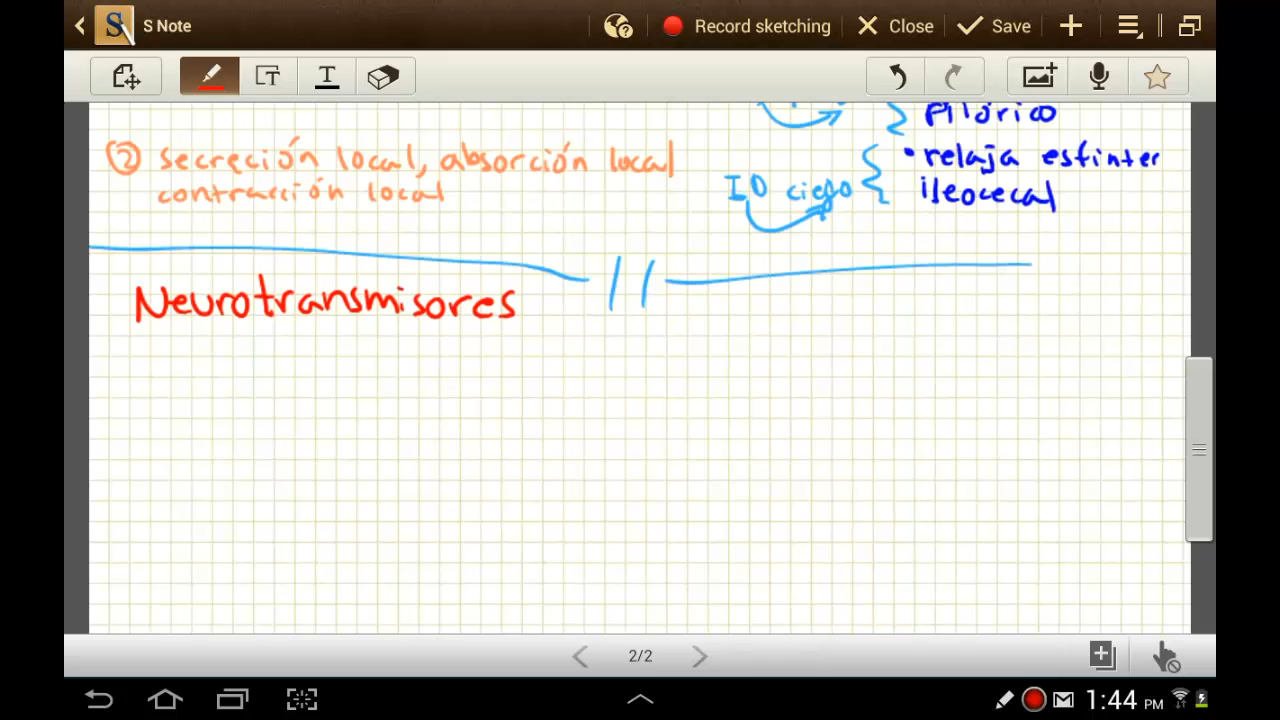 S Note
Record sketching
Close
Save
T
T
Pilórico
② secreción local, absorción local
contracción local
• relaja esfinter
ID ciego
ileocecal
Neurotransmisores
2/2
1:44 PM